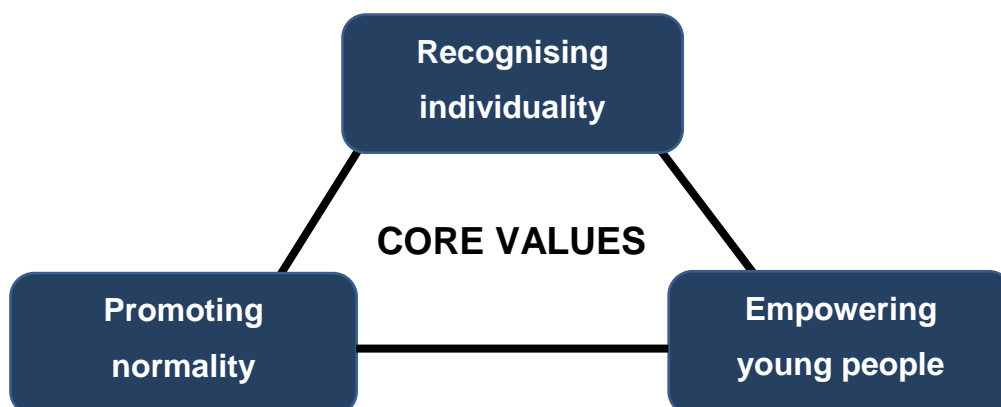 Recognising
individuality
CORE VALUES
Promoting
normality
Empowering
young people